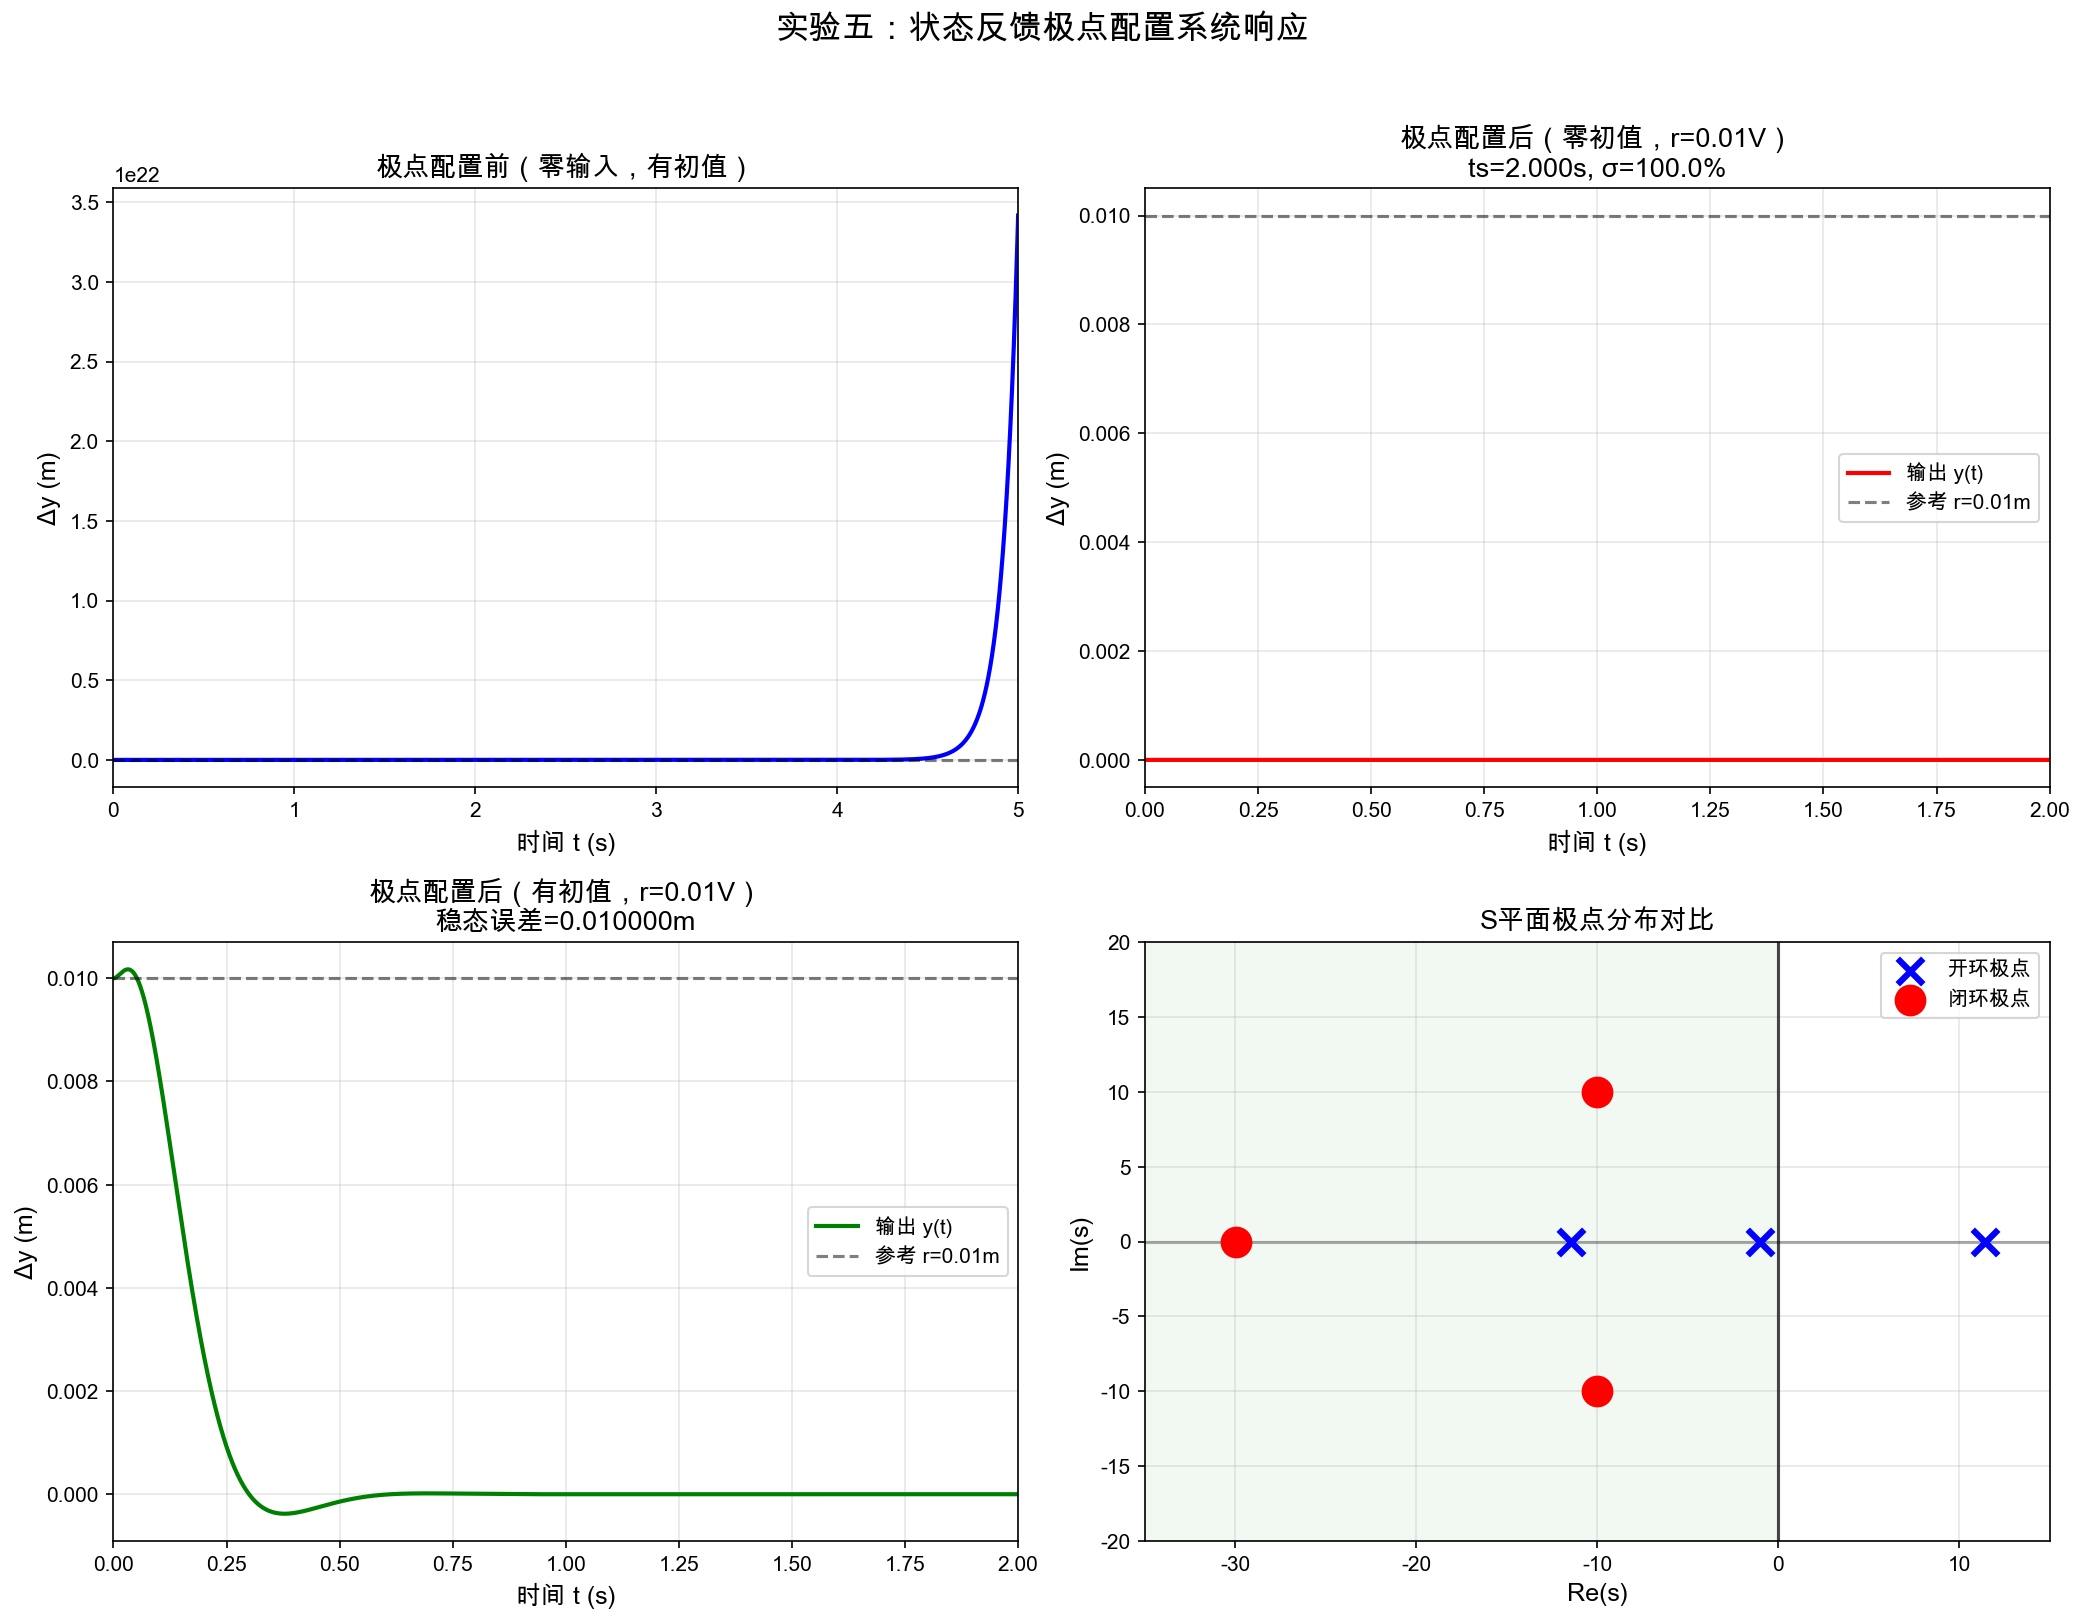 实验五：状态反馈极点配置系统响应
极点配置前（零输入，有初值）
1e22
3.5
3.0
2.5
2.0
1.5
1.0
0.5
0.0
Δy (m)
0 1 2 3 4 5
时间 t (s)
极点配置后（零初值，r=0.01V）
ts=2.000s, σ=100.0%
0.010
0.008
0.006
0.004
0.002
0.000
Δy (m)
输出 y(t)
参考 r=0.01m
0.00 0.25 0.50 0.75 1.00 1.25 1.50 1.75 2.00
时间 t (s)
极点配置后（有初值，r=0.01V）
稳态误差=0.010000m
0.010
0.008
0.006
0.004
0.002
0.000
Δy (m)
输出 y(t)
参考 r=0.01m
0.00 0.25 0.50 0.75 1.00 1.25 1.50 1.75 2.00
时间 t (s)
S平面极点分布对比
20
15
10
5
0
-5
-10
-15
-20
Im(s)
开环极点
闭环极点
-30 -20 -10 0 10
Re(s)